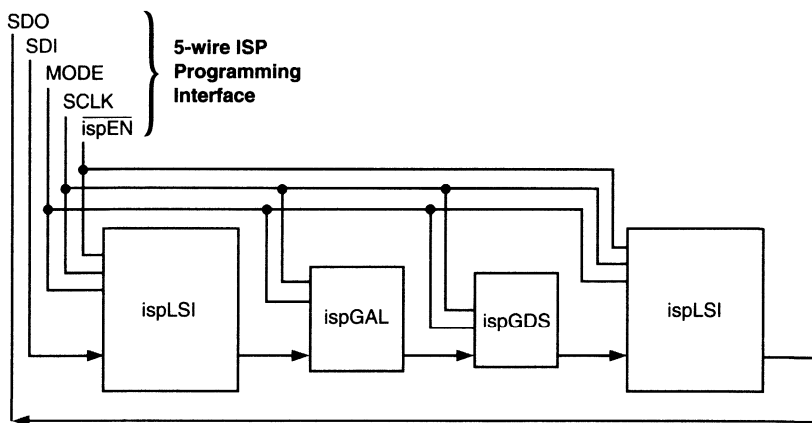 SDO
SDI
MODE
SCLK
ispEN
5-wire ISP
Programming
Interface
ispLSI
ispGAL
ispGDS
ispLSI